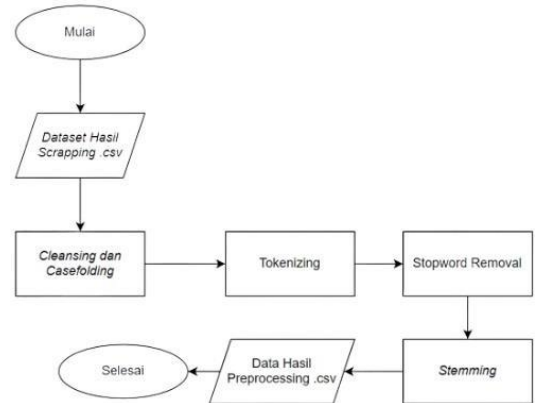 Mulai
Dataset Hasil
Scrapping .csv
Cleansing dan
Casefolding
Tokenizing
Stopword Removal
Stemming
Data Hasil
Preprocessing .csv
Selesai